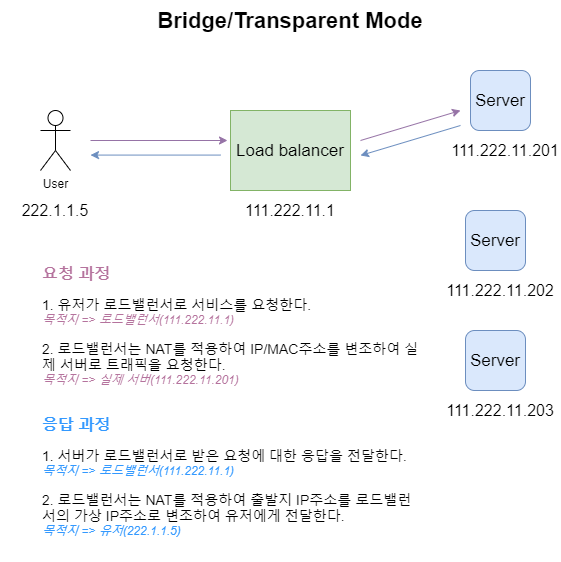 Bridge/Transparent Mode
Server
111.222.11.201
Load balancer
User
222.1.1.5
111.222.11.1
Server
111.222.11.202
Server
111.222.11.203
요청 과정
1. 유저가 로드밸런서로 서비스를 요청한다.
목적지 => 로드밸런서(111.222.11.1)
2. 로드밸런서는 NAT를 적용하여 IP/MAC주소를 변조하여 실
제 서버로 트래픽을 요청한다.
목적지 => 실제 서버(111.222.11.201)
응답 과정
1. 서버가 로드밸런서로 받은 요청에 대한 응답을 전달한다.
목적지 => 로드밸런서(111.222.11.1)
2. 로드밸런서는 NAT를 적용하여 출발지 IP주소를 로드밸런
서의 가상 IP주소로 변조하여 유저에게 전달한다.
목적지 => 유저(222.1.1.5)